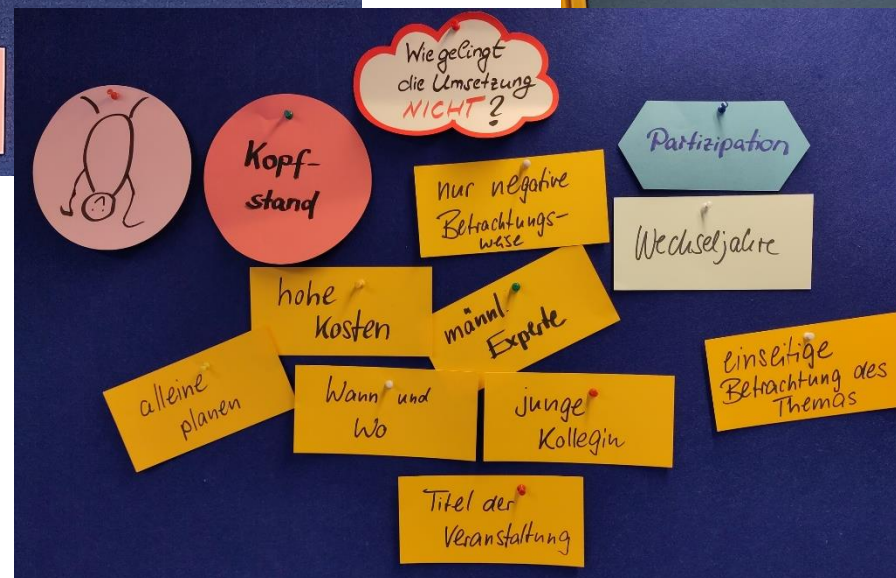 Wie gelingt
die Umsetzung
NICHT?
Kopf-
stand
Partizipation
nur negative
Betrachtungs-
weise
Wechseljahre
hohe
Kosten
männl.
Experte
einseitige
Betrachtung des
Themas
alleine
planen
Wann und
Wo
junge
Kollegin
Titel der
Veranstaltung